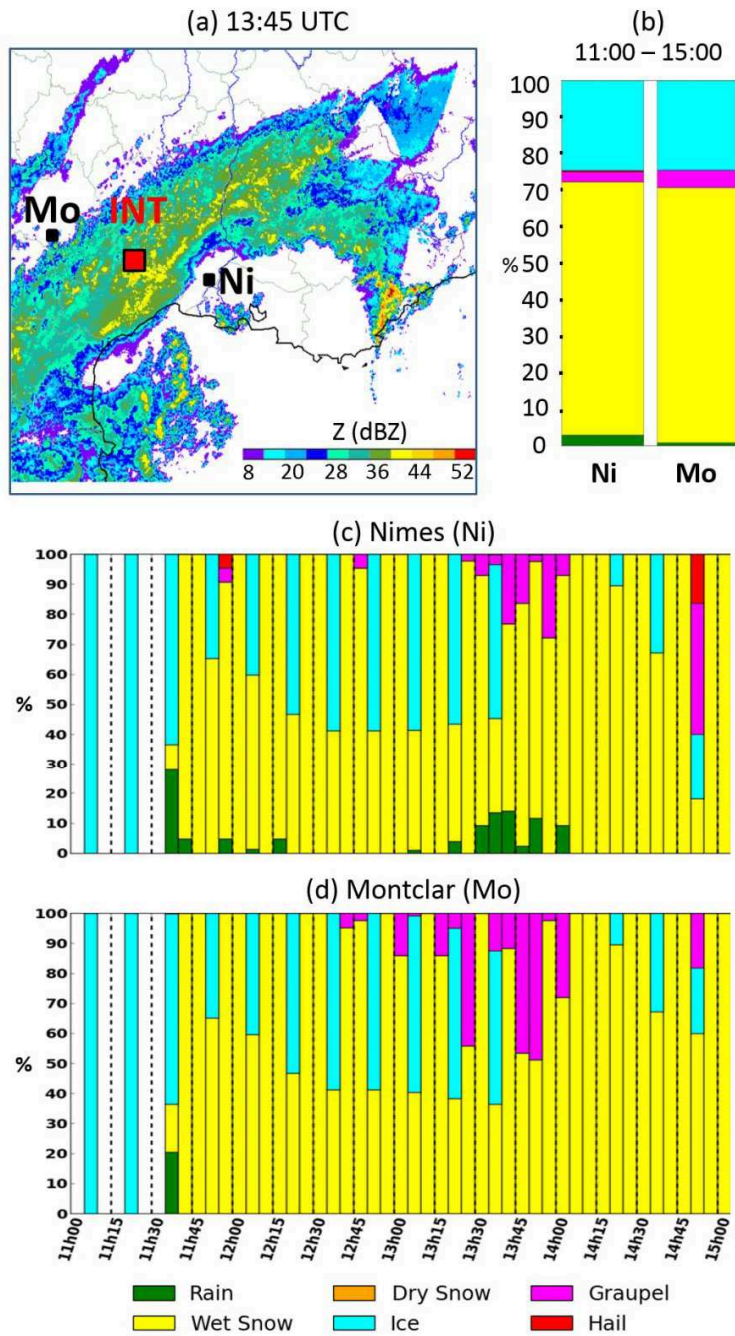 (a) 13:45 UTC
Mo
INT
Ni
Z (dBZ)
8 20 28 36 44 52
(b)
11:00 – 15:00
100
90
80
70
60
%50
40
30
20
10
0
Ni Mo
(c) Nimes (Ni)
100
90
80
70
60
%
50
40
30
20
10
0
(d) Montclar (Mo)
100
90
80
70
60
%
50
40
30
20
10
0
11h00 11h15 11h30 11h45 12h00 12h15 12h30 12h45 13h00 13h15 13h30 13h45 14h00 14h15 14h30 14h45 15h00
Rain Dry Snow Graupel
Wet Snow Ice Hail